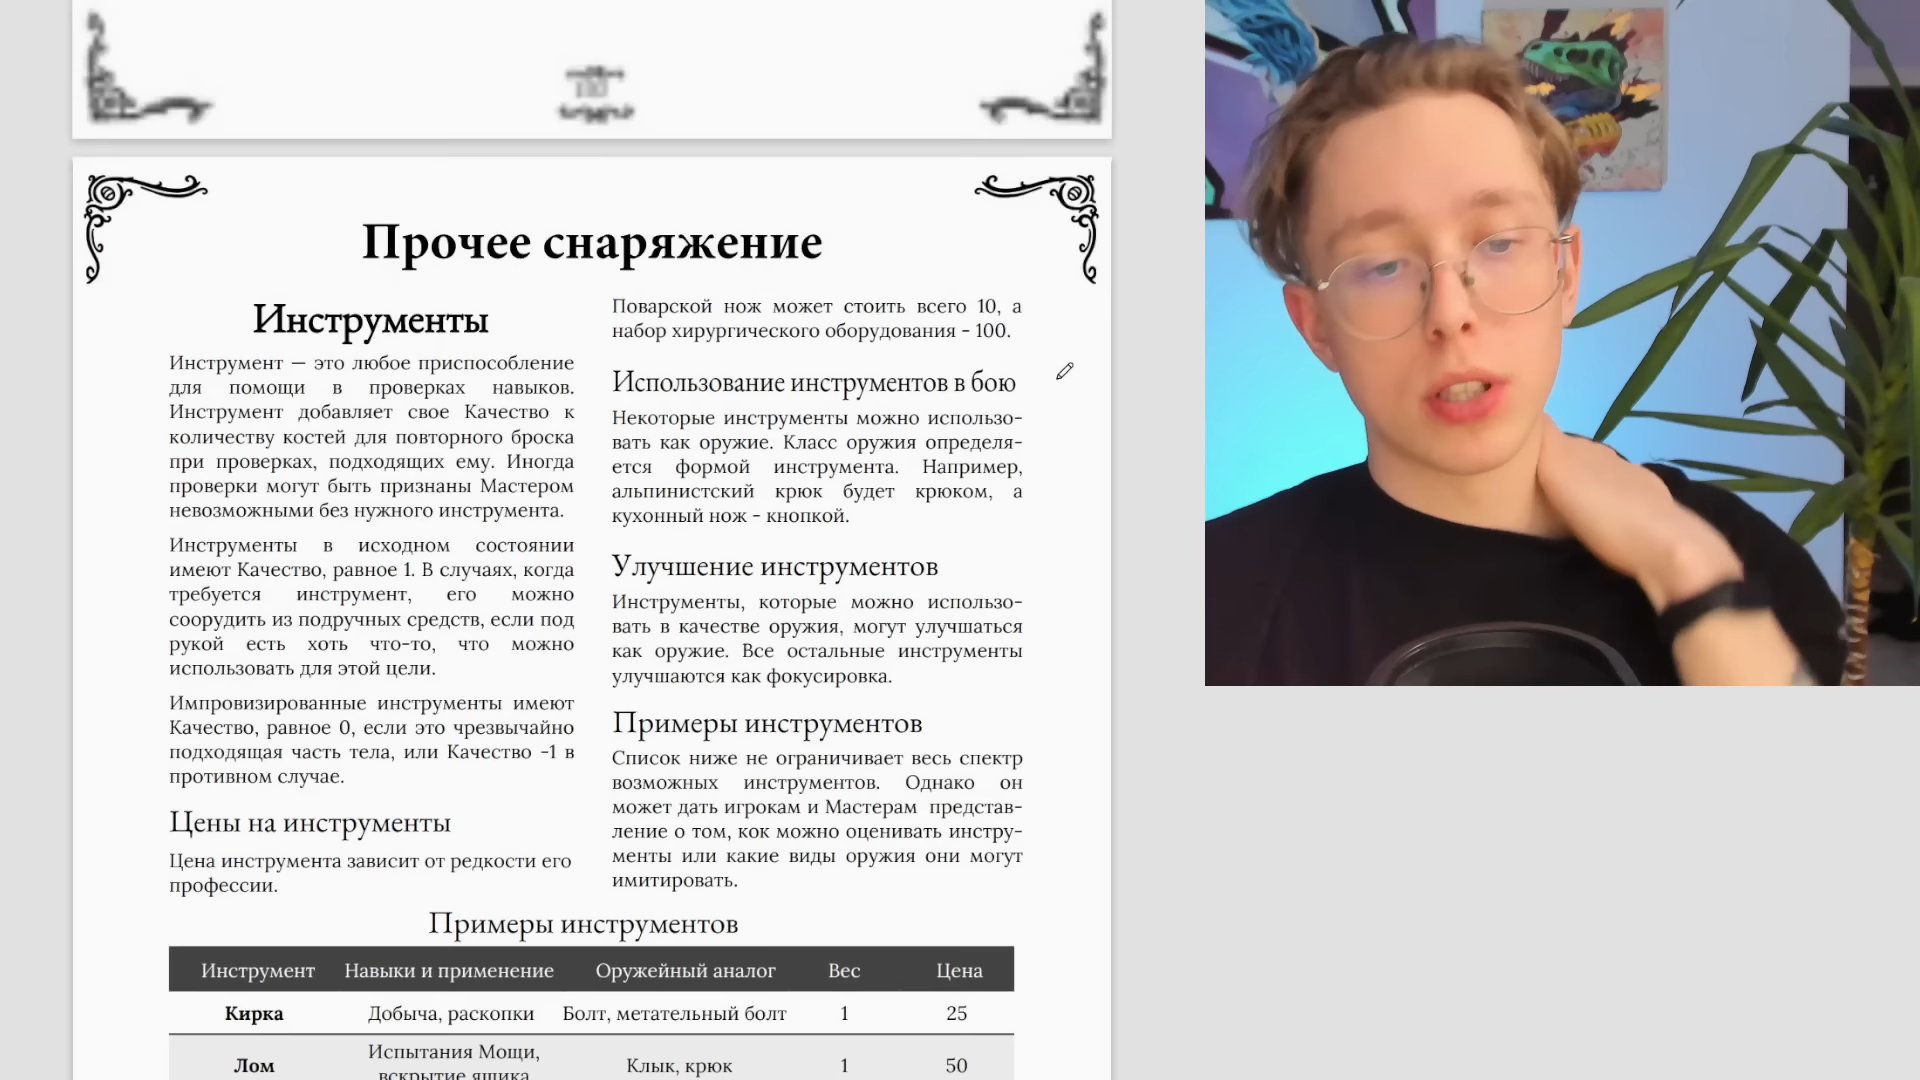 Прочее снаряжение
Инструменты
Инструмент — это любое приспособление
для помощи в проверках навыков.
Инструмент добавляет свое Качество к
количеству костей для повторного броска
при проверках, подходящих ему. Иногда
проверки могут быть признаны Мастером
невозможными без нужного инструмента.
Инструменты в исходном состоянии
имеют Качество, равное 1. В случаях, когда
требуется инструмент, его можно
соорудить из подручных средств, если под
рукой есть хоть что-то, что можно
использовать для этой цели.
Импровизированные инструменты имеют
Качество, равное 0, если это чрезвычайно
подходящая часть тела, или Качество -1 в
противном случае.
Цены на инструменты
Цена инструмента зависит от редкости его
профессии.
Поварской нож может стоить всего 10, а
набор хирургического оборудования - 100.
Использование инструментов в бою
Некоторые инструменты можно использо-
вать как оружие. Класс оружия определя-
ется формой инструмента. Например,
альпинистский крюк будет крюком, а
кухонный нож - кнопкой.
Улучшение инструментов
Инструменты, которые можно использо-
вать в качестве оружия, могут улучшаться
как оружие. Все остальные инструменты
улучшаются как фокусировка.
Примеры инструментов
Список ниже не ограничивает весь спектр
возможных инструментов. Однако он
может дать игрокам и Мастерам представ-
ление о том, кок можно оценивать инстру-
менты или какие виды оружия они могут
имитировать.
Примеры инструментов
Инструмент Навыки и применение Оружейный аналог Вес Цена
Кирка Добыча, раскопки Болт, метательный болт 1 25
Испытания Мощи,
Лом Клык, крюк 1 50
вскрытие ящика